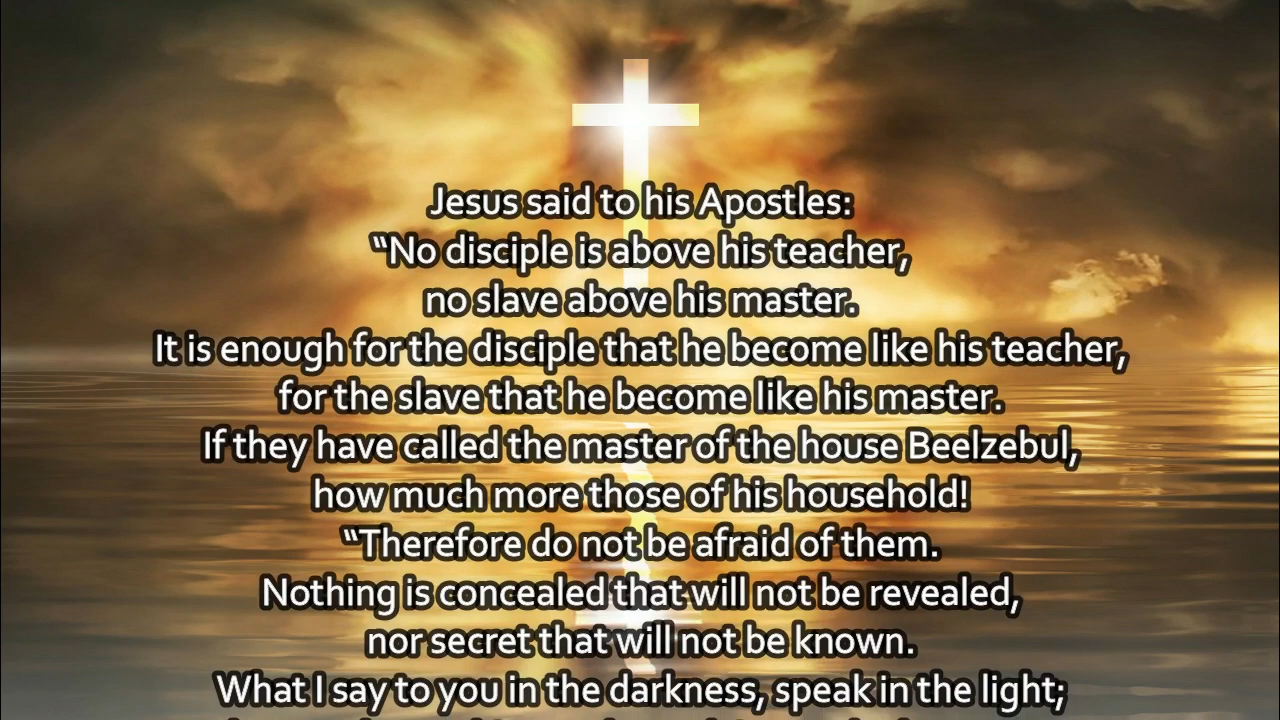 Jesus said to his Apostles:
“No disciple is above his teacher,
no slave above his master.
It is enough for the disciple that he become like his teacher,
for the slave that he become like his master.
If they have called the master of the house Beelzebul,
how much more those of his household!
“Therefore do not be afraid of them.
Nothing is concealed that will not be revealed,
nor secret that will not be known.
What I say to you in the darkness, speak in the light;